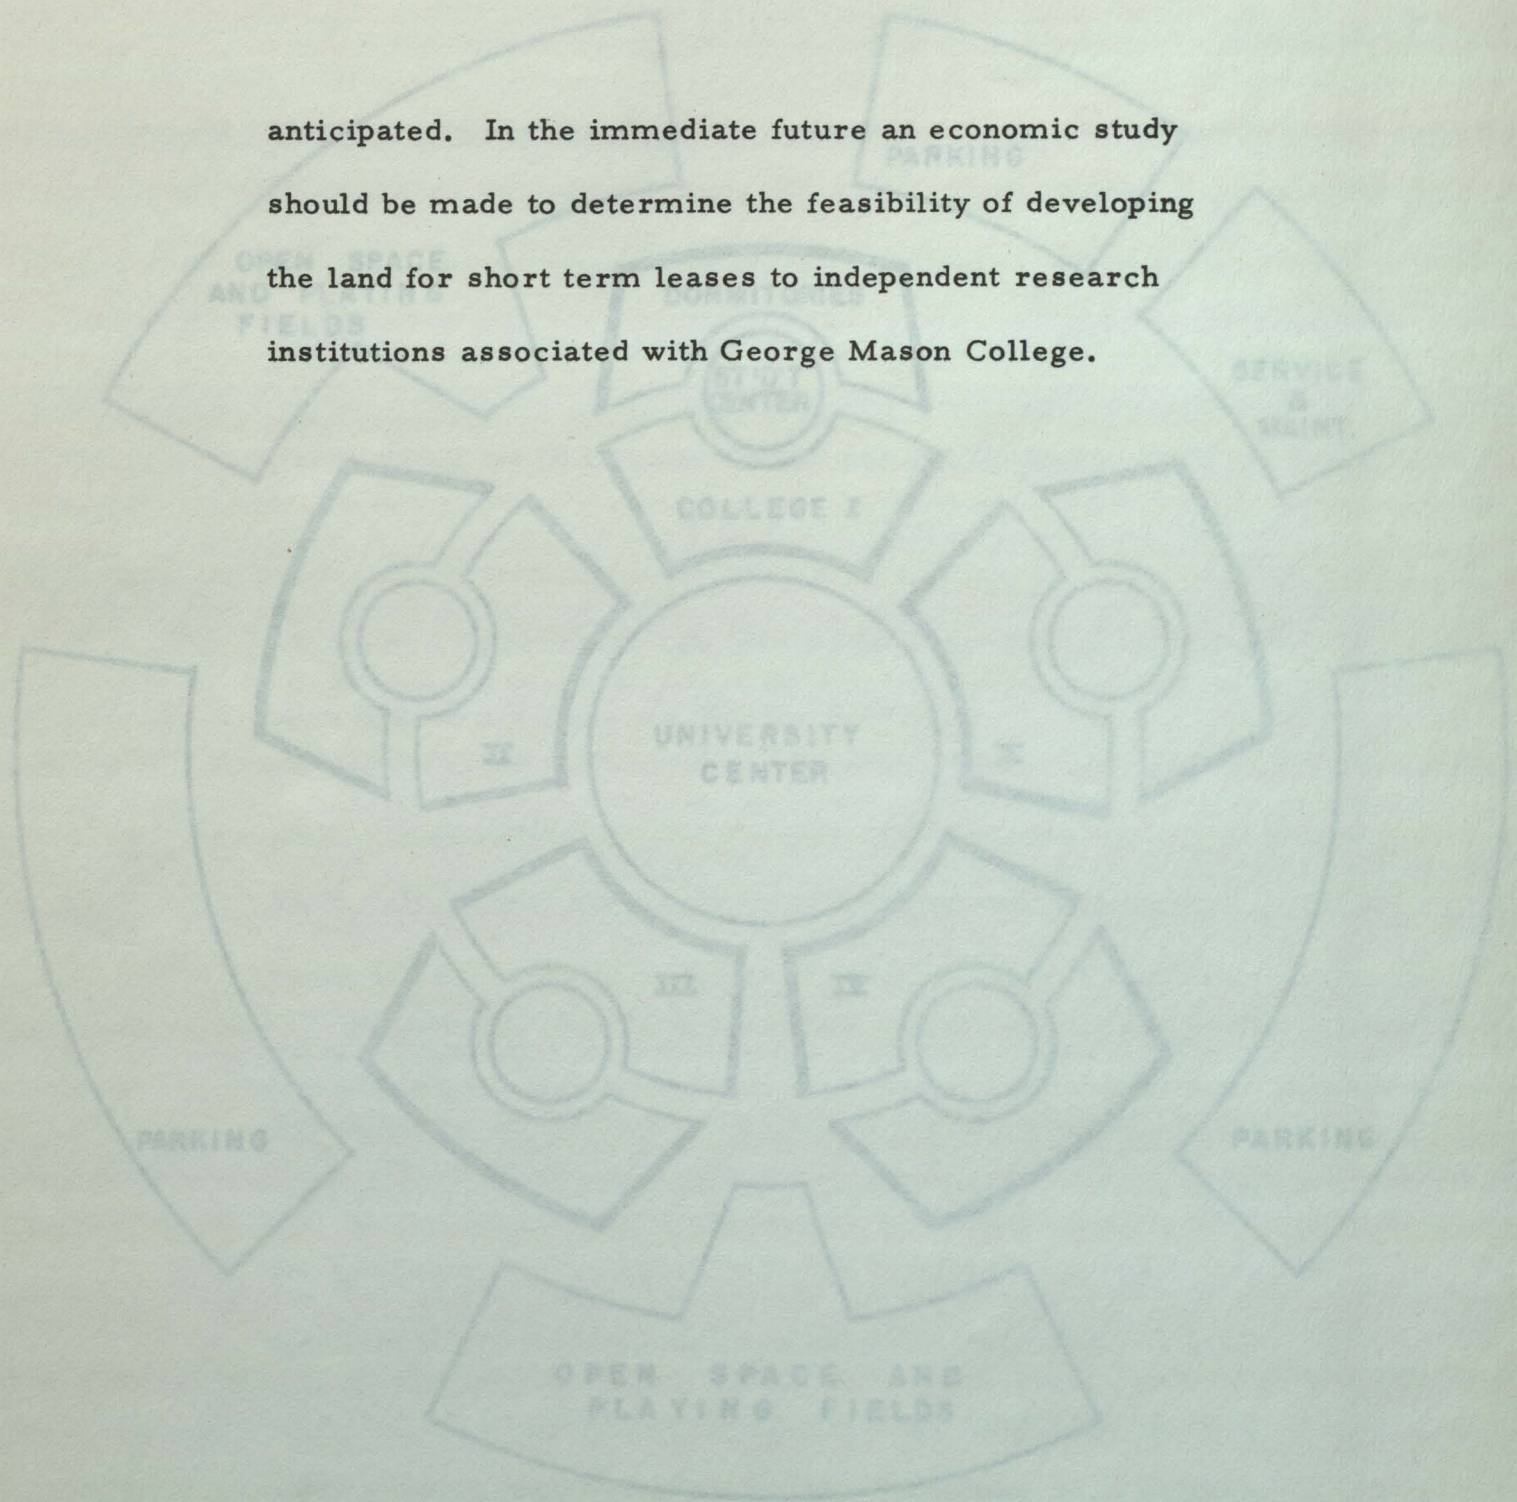 anticipated. In the immediate future an economic study
PARKING
should be made to determine the feasibility of developing
OPEN SPACE
the land for short term leases to independent research
AND PLAYING
DORMITORIES
FIELDS
institutions associated with George Mason College.
CENTER
SERVICE
&
MAINT.
COLLEGE I
II
UNIVERSITY
CENTER
V
III
IV
PARKING
PARKING
OPEN SPACE AND
PLAYING FIELDS